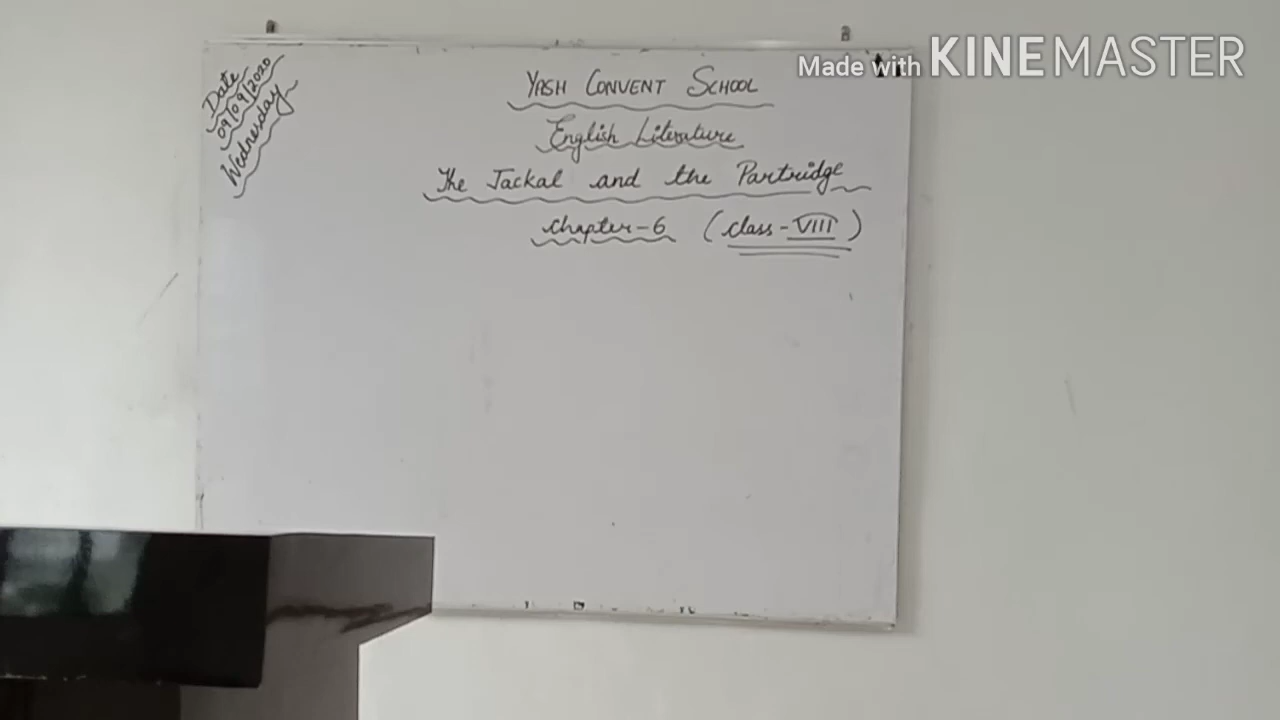 Date
09/09/2020
Wednesday
Made with KINEMASTER
YASH CONVENT SCHOOL
English Literature
The Jackal and the Partridge
Chapter-6 (Class-VIII)